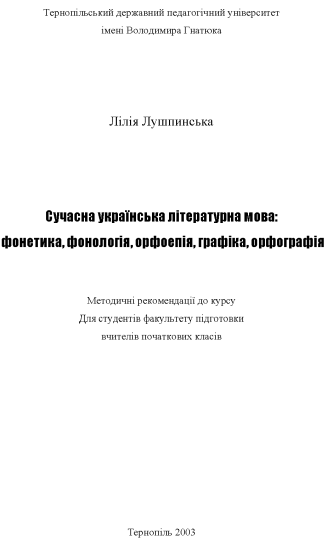 Тернопільський державний педагогічний університет
імені Володимира Гнатюка
Лілія Лушпинська
Сучасна українська літературна мова:
фонетика, фонологія, орфоепія, графіка, орфографія
Методичні рекомендації до курсу
Для студентів факультету підготовки
вчителів початкових класів
Тернопіль 2003